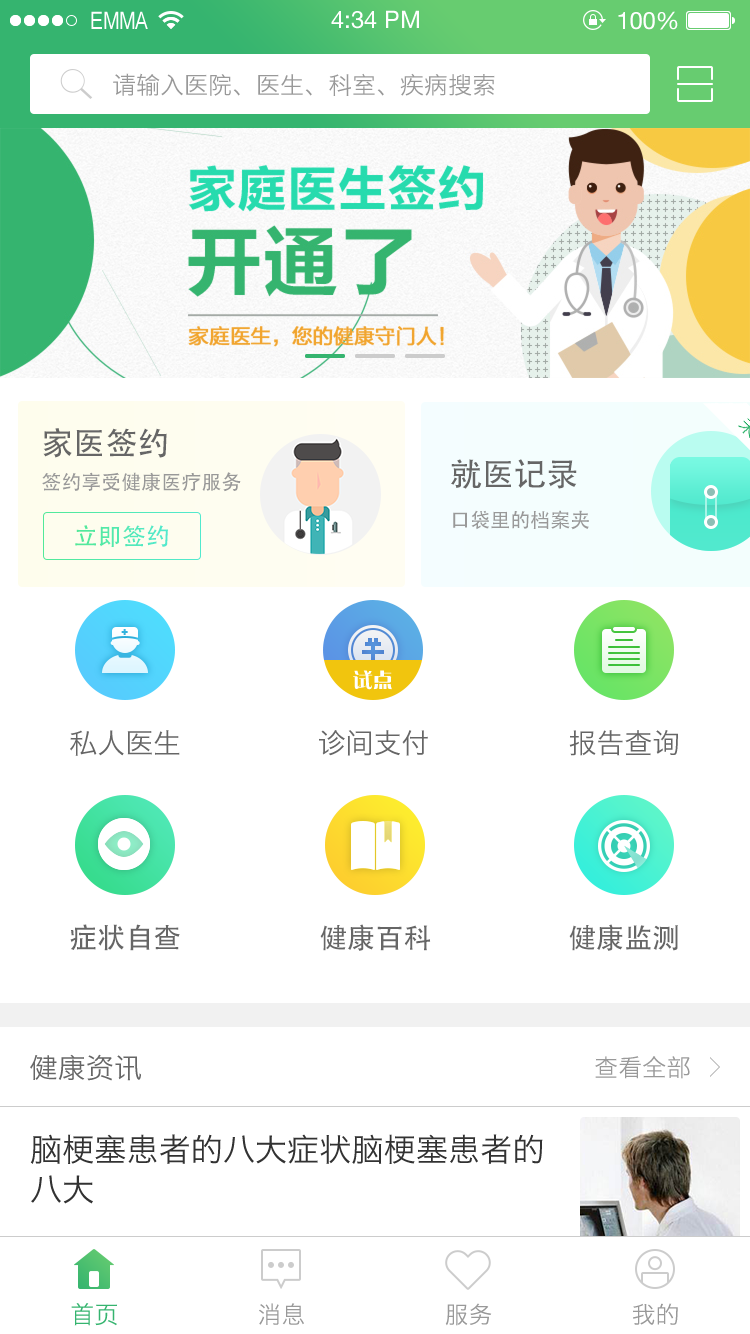 EMMA 4:34 PM 100%
请输入医院、医生、科室、疾病搜索
家庭医生签约
开通了
家庭医生，您的健康守门人！
家医签约
签约享受健康医疗服务
立即签约
就医记录
口袋里的档案夹
试点
私人医生 诊间支付 报告查询
症状自查 健康百科 健康监测
健康资讯 查看全部
脑梗塞患者的八大症状脑梗塞患者的
八大
首页 消息 服务 我的